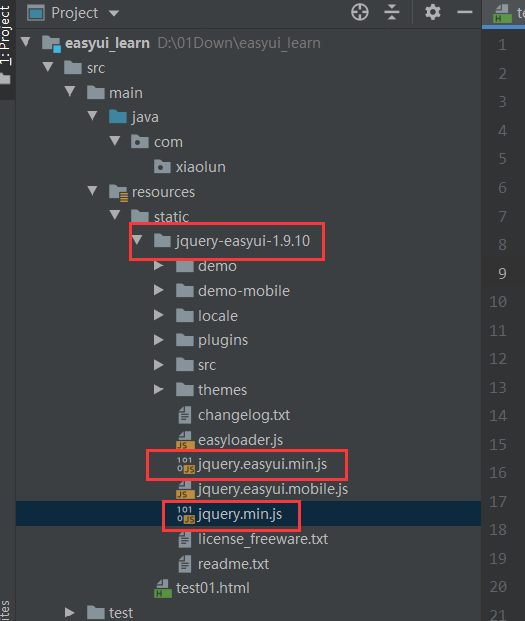 Project
te
1: Project
easyui_learn D:\01Down\easyui_learn
1
src
2
main
3
java
4
com
5
xiaolun
6
resources
7
static
8
jquery-easyui-1.9.10
demo
9
demo-mobile
10
locale
11
plugins
12
src
13
themes
14
changelog.txt
easyloader.js
15
jquery.easyui.min.js
16
jquery.easyui.mobile.js
17
jquery.min.js
18
license_freeware.txt
19
readme.txt
test01.html
20
test
21